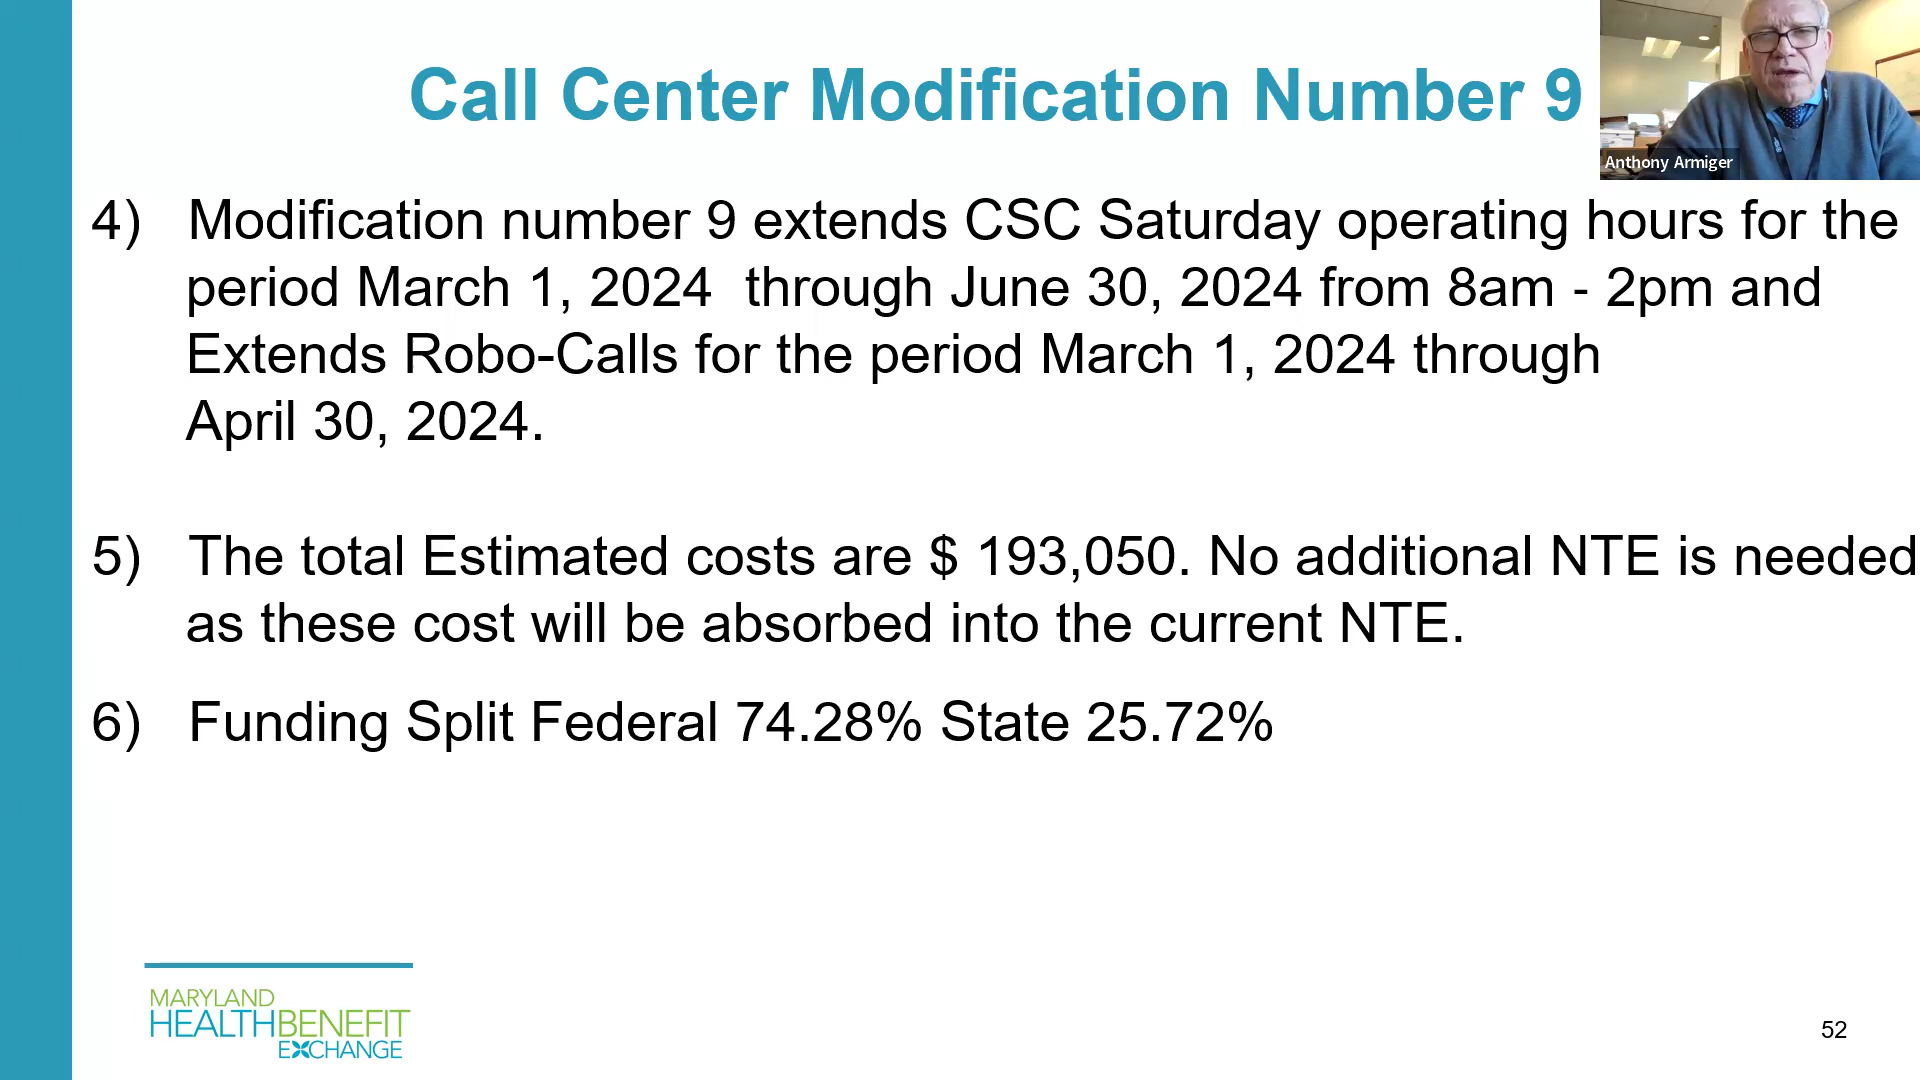 Call Center Modification Number 9
Anthony Armiger
4) Modification number 9 extends CSC Saturday operating hours for the
period March 1, 2024 through June 30, 2024 from 8am - 2pm and
Extends Robo-Calls for the period March 1, 2024 through
April 30, 2024.
5) The total Estimated costs are $ 193,050. No additional NTE is needed
as these cost will be absorbed into the current NTE.
6) Funding Split Federal 74.28% State 25.72%
MARYLAND
HEALTHBENEFIT
EXCHANGE
52